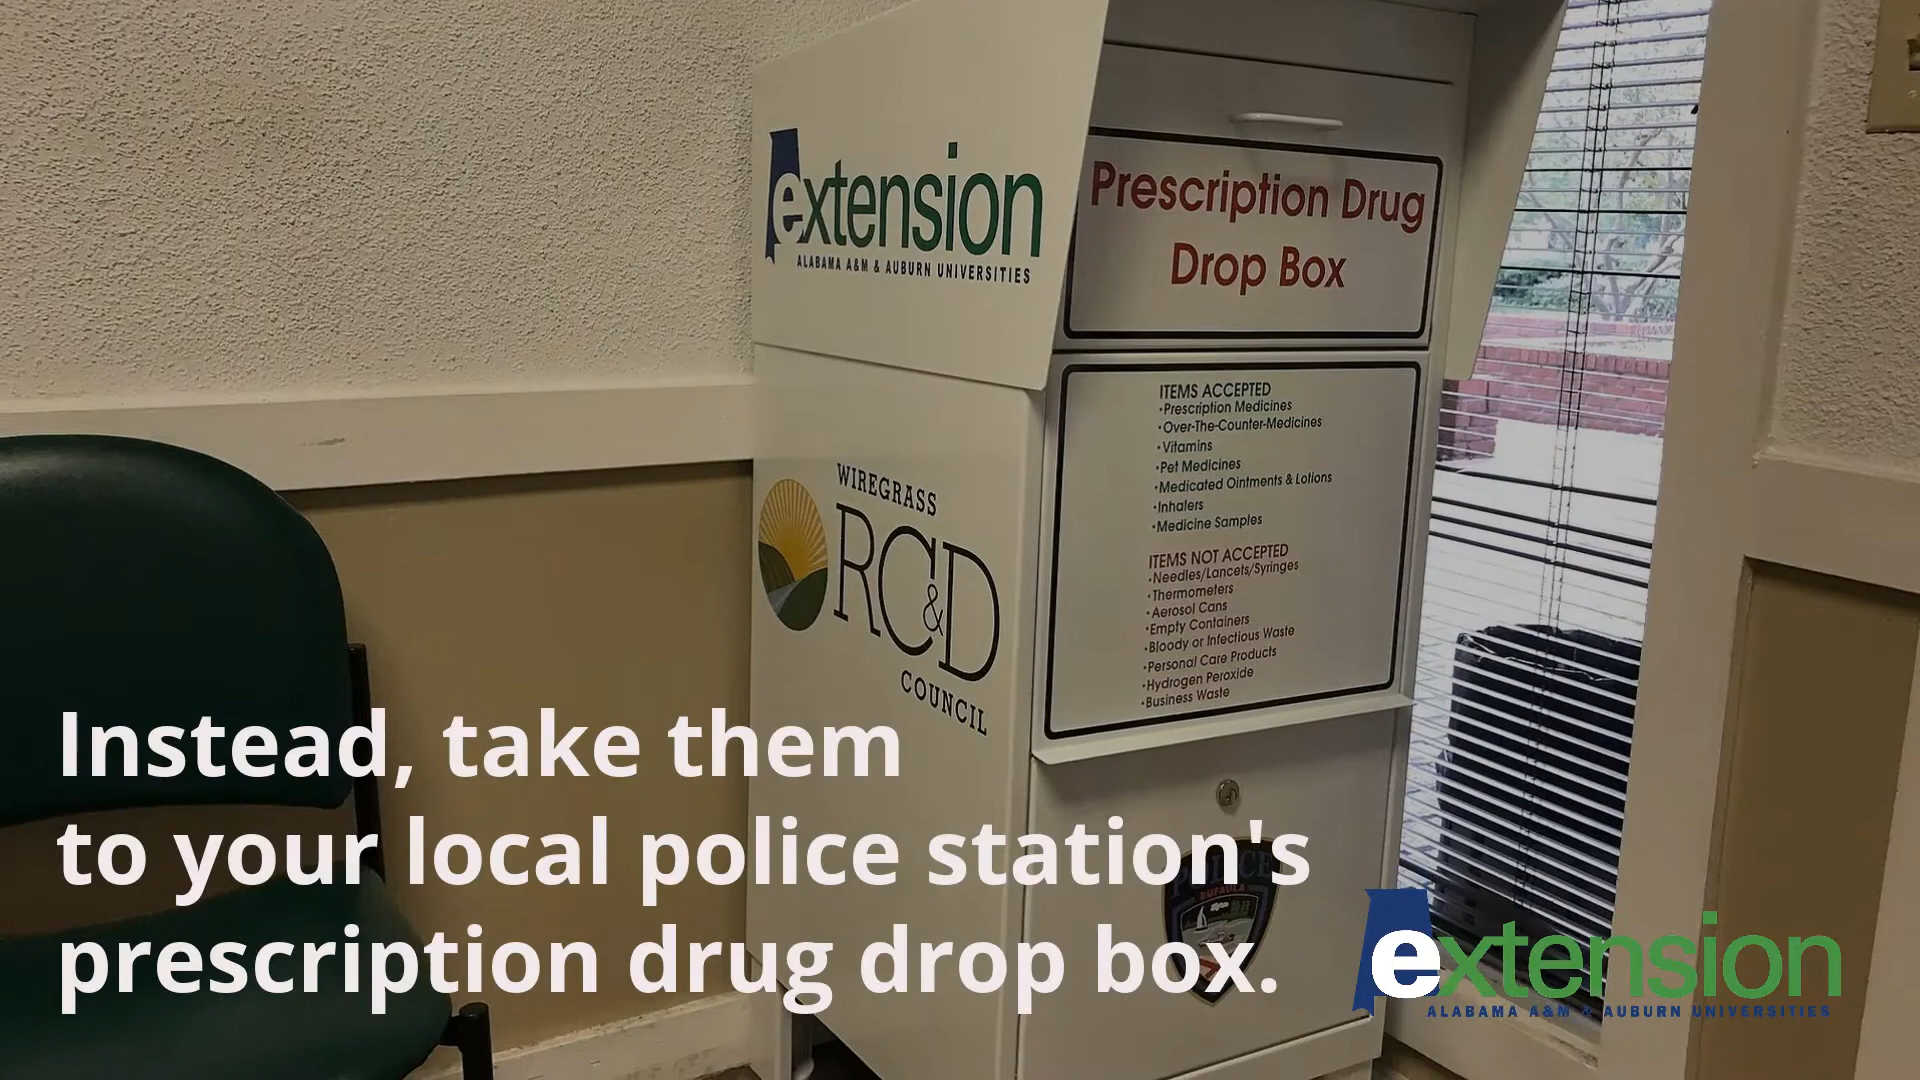 extension
ALABAMA A&M & AUBURN UNIVERSITIES
Prescription Drug
Drop Box
ITEMS ACCEPTED
•Prescription Medicines
•Over-The-Counter-Medicines
•Vitamins
•Pet Medicines
•Medicated Ointments & Lotions
•Inhalers
•Medicine Samples
ITEMS NOT ACCEPTED
•Needles/Lancets/Syringes
•Thermometers
•Aerosol Cans
•Empty Containers
•Bloody or Infectious Waste
•Personal Care Products
•Hydrogen Peroxide
•Business Waste
WIREGRASS
RC&D
COUNCIL
POLICE
EUFAULA
Instead, take them
to your local police station's
prescription drug drop box.
extension
ALABAMA A&M & AUBURN UNIVERSITIES